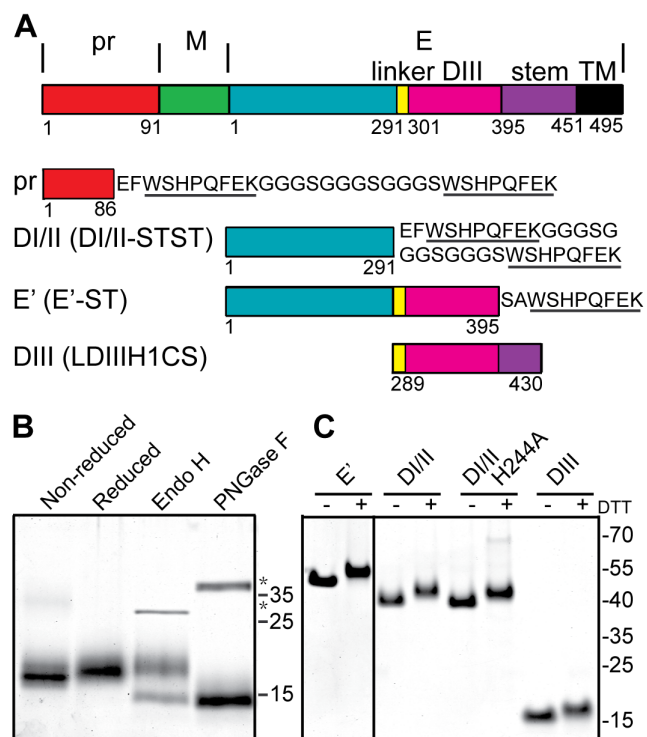 A
pr M E
linker DIII stem TM
1 91 1 291 301 395 451 495
pr EFWSHPQFEKGGGSGGGSGGGSWSHPQFEK
1 86
DI/II (DI/II-STST) EFWSHPQFEKGGGSG
GGSGGGSWSHPQFEK
1 291
E' (E'-ST) SAWSHPQFEK
1 395
DIII (LDIIIH1CS)
289 430
B
Non-reduced Reduced Endo H PNGase F
*
-35
*
-25
-15
C
E' DI/II DI/II H244A DIII
- + - + - + - + DTT
-70
-55
-40
-35
-25
-15